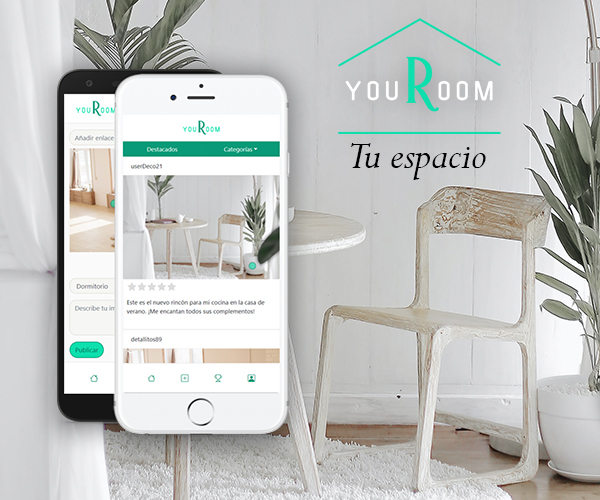 YOUROOM
Tu espacio
YOUROOM
Añadir enlace
Dormitorio
Describe tu in
Publicar
YOUROOM
Destacados
Categorías
userDeco21
Este es el nuevo rincón para mi cocina en la casa de
verano. ¡Me encantan todos sus complementos!
detallitos89